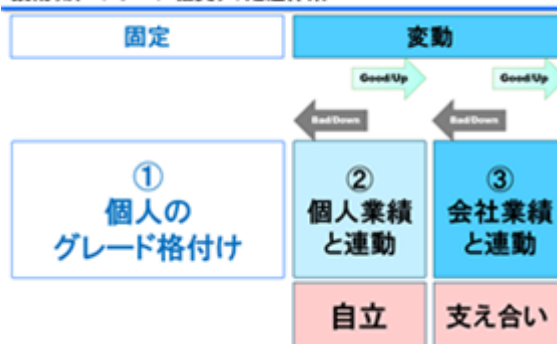 固定
変動
Good/Up
Good/Up
Bad/Down
Bad/Down
①
個人の
グレード格付け
②
個人業績
と連動
③
会社業績
と連動
自立
支え合い